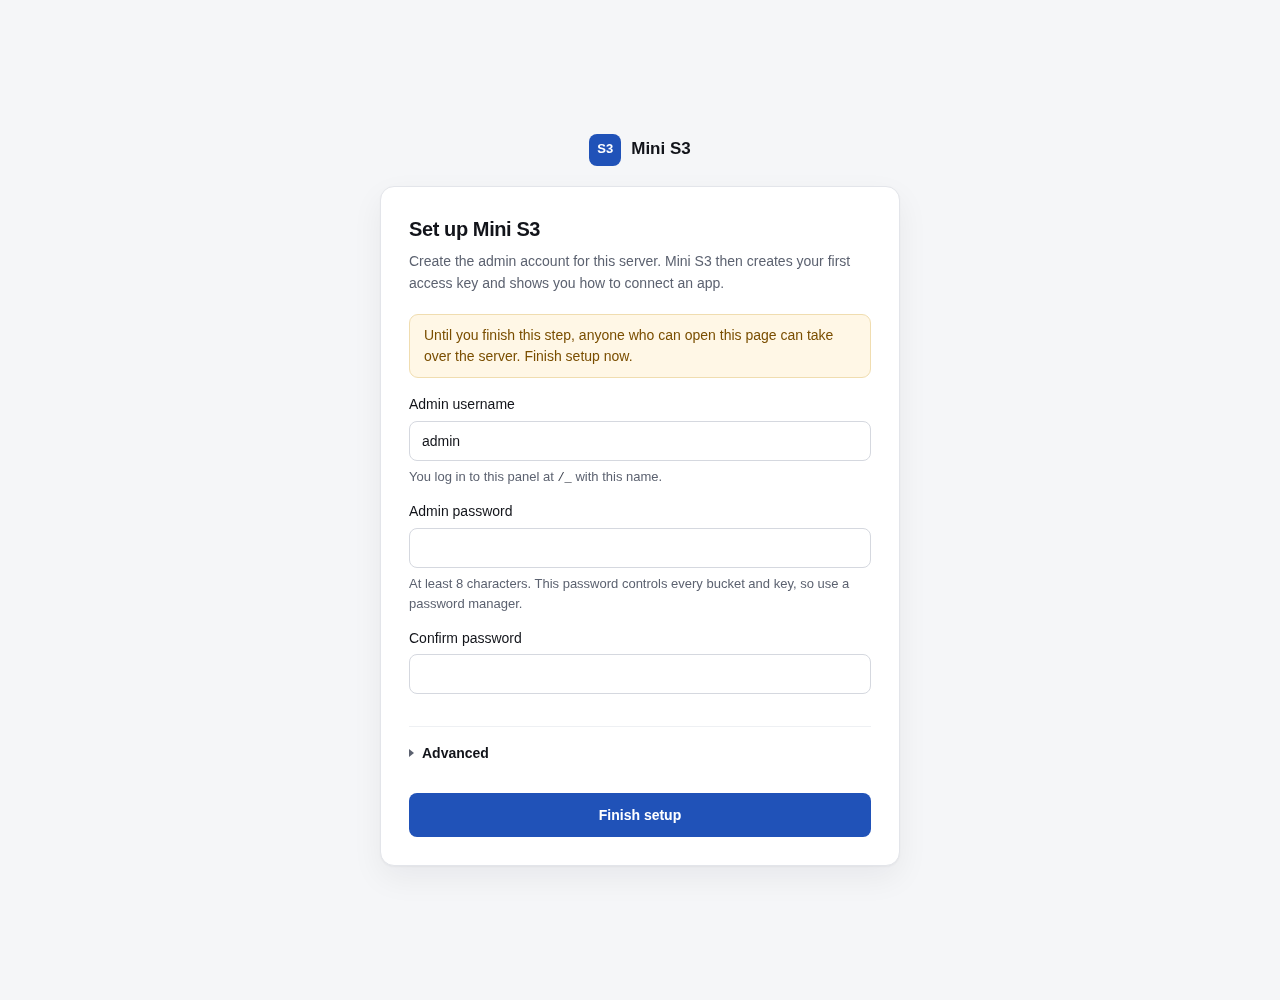 S3 Mini S3
Set up Mini S3
Create the admin account for this server. Mini S3 then creates your first
access key and shows you how to connect an app.
Until you finish this step, anyone who can open this page can take
over the server. Finish setup now.
Admin username
admin
You log in to this panel at /_ with this name.
Admin password
At least 8 characters. This password controls every bucket and key, so use a
password manager.
Confirm password
Advanced
Finish setup